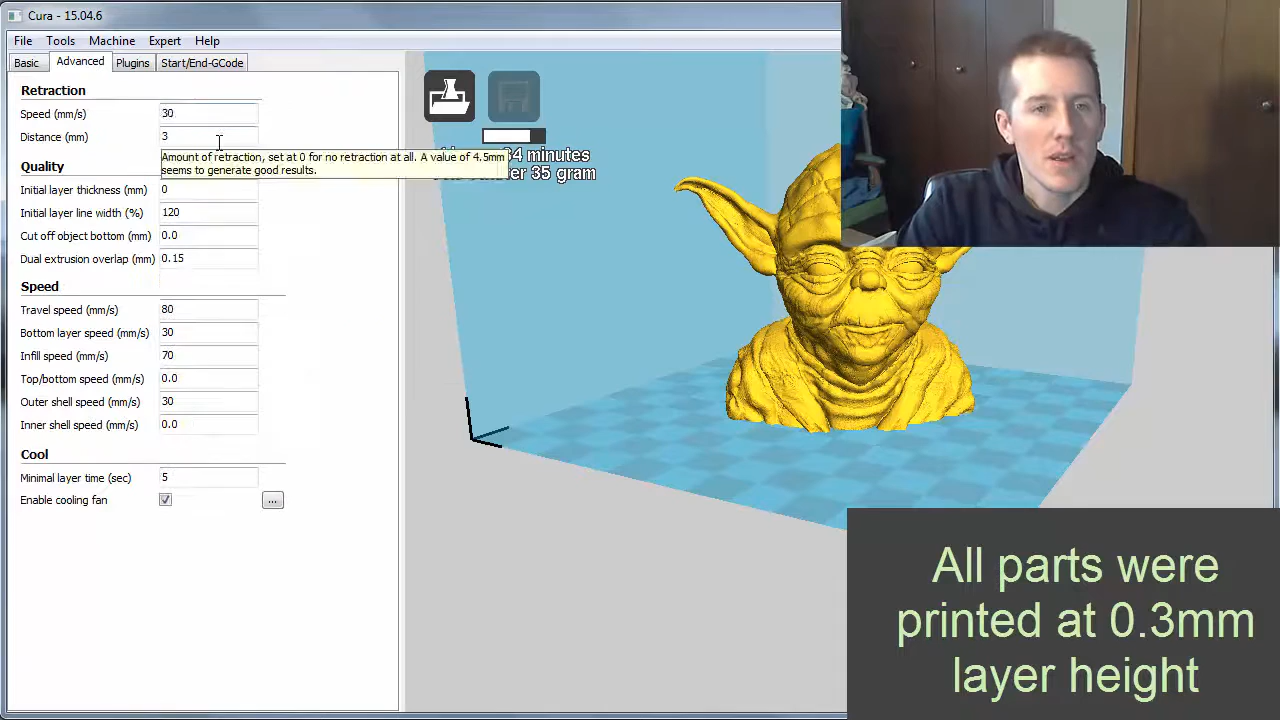 Cura - 15.04.6
File Tools Machine Expert Help
Basic Advanced Plugins Start/End-GCode
Retraction
Speed (mm/s) 30
Distance (mm) 3
Amount of retraction, set at 0 for no retraction at all. A value of 4.5mm
seems to generate good results.
34 minutes
35 gram
Quality
Initial layer thickness (mm) 0
Initial layer line width (%) 120
Cut off object bottom (mm) 0.0
Dual extrusion overlap (mm) 0.15
Speed
Travel speed (mm/s) 80
Bottom layer speed (mm/s) 30
Infill speed (mm/s) 70
Top/bottom speed (mm/s) 0.0
Outer shell speed (mm/s) 30
Inner shell speed (mm/s) 0.0
Cool
Minimal layer time (sec) 5
Enable cooling fan ...
All parts were
printed at 0.3mm
layer height